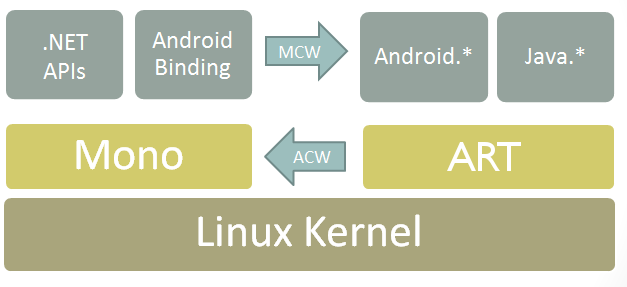 .NET
APIs
Android
Binding
MCW
Android.*
Java.*
Mono
ACW
ART
Linux Kernel